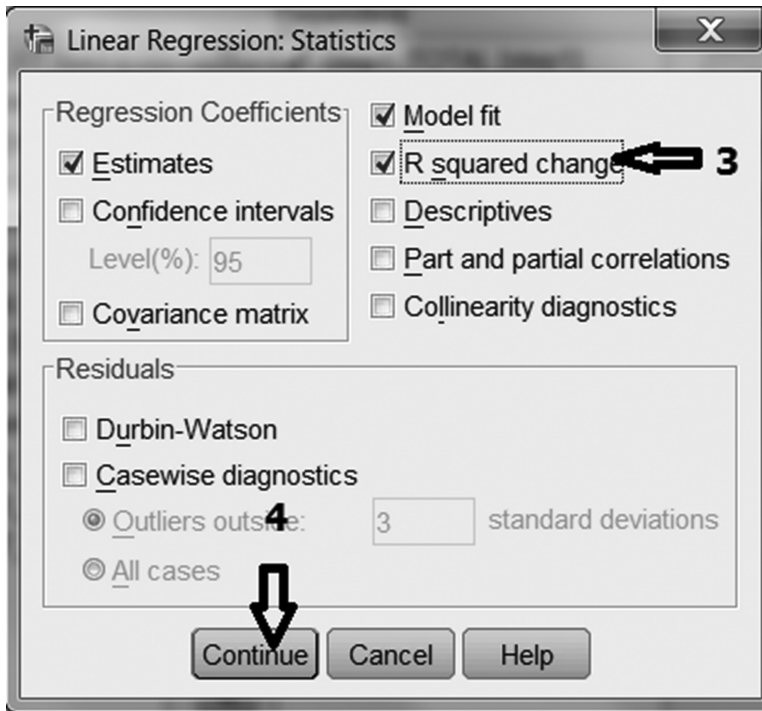 Linear Regression: Statistics
X
Regression Coefficients
Estimates
Confidence intervals
Level(%): 95
Covariance matrix
Model fit
R squared change 3
Descriptives
Part and partial correlations
Collinearity diagnostics
Residuals
Durbin-Watson
Casewise diagnostics
Outliers outside: 3 standard deviations
4
All cases
Continue Cancel Help